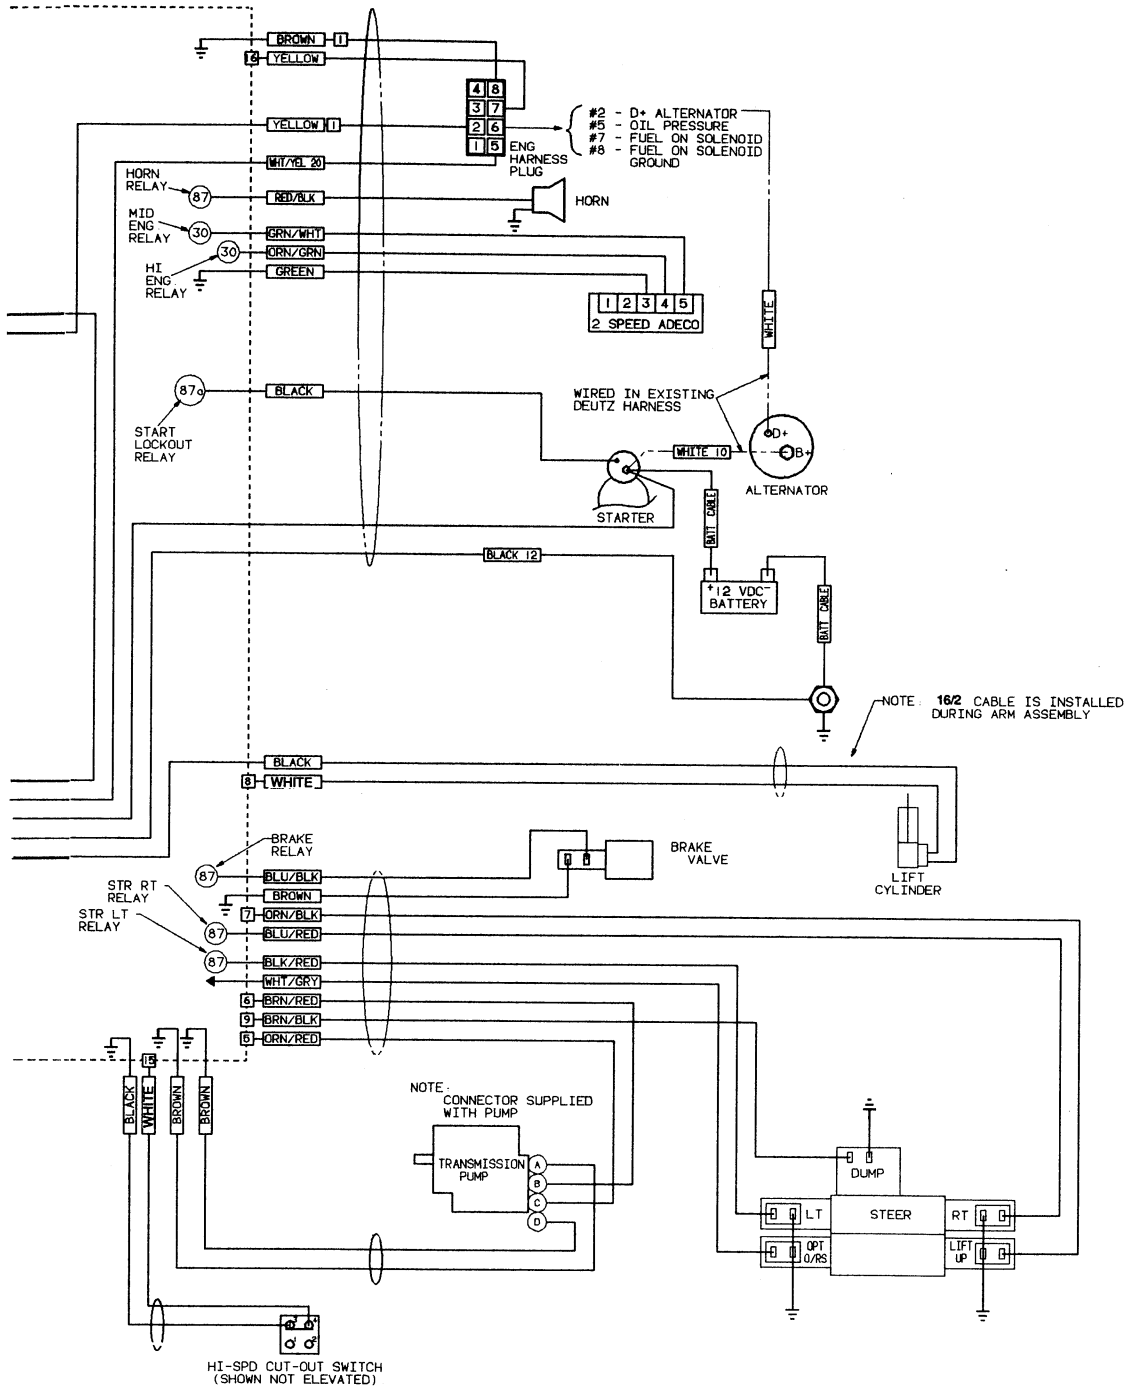 BROWN 1
16 YELLOW
4 8
3 7
2 6
1 5
ENG
HARNESS
PLUG
#2 - D+ ALTERNATOR
#5 - OIL PRESSURE
#7 - FUEL ON SOLENOID
#8 - FUEL ON SOLENOID
GROUND
YELLOW 1
WHT/YEL 20
HORN
RELAY
87
RED/BLK
HORN
MID
ENG.
RELAY
30
GRN/WHT
30
ORN/GRN
HI
ENG.
RELAY
GREEN
1 2 3 4 5
2 SPEED ADECO
WHITE
87a
BLACK
START
LOCKOUT
RELAY
WIRED IN EXISTING
DEUTZ HARNESS
WHITE 10
D+
B+
ALTERNATOR
STARTER
BATT CABLE
BLACK 12
+ 12 VDC -
BATTERY
BATT CABLE
NOTE: 16/2 CABLE IS INSTALLED
DURING ARM ASSEMBLY
BLACK
8 WHITE
LIFT
CYLINDER
BRAKE
RELAY
87
BLU/BLK
BRAKE
VALVE
BROWN
STR RT
RELAY
STR LT
RELAY
7 ORN/BLK
87 BLU/RED
87 BLK/RED
WHT/GRY
6 BRN/RED
9 BRN/BLK
5 ORN/RED
15
BLACK
WHITE
BROWN
BROWN
NOTE:
CONNECTOR SUPPLIED
WITH PUMP
TRANSMISSION
PUMP
A
B
C
D
DUMP
LT
STEER
RT
OPT
O/RS
LIFT
UP
3 4
1 2
HI-SPD CUT-OUT SWITCH
(SHOWN NOT ELEVATED)